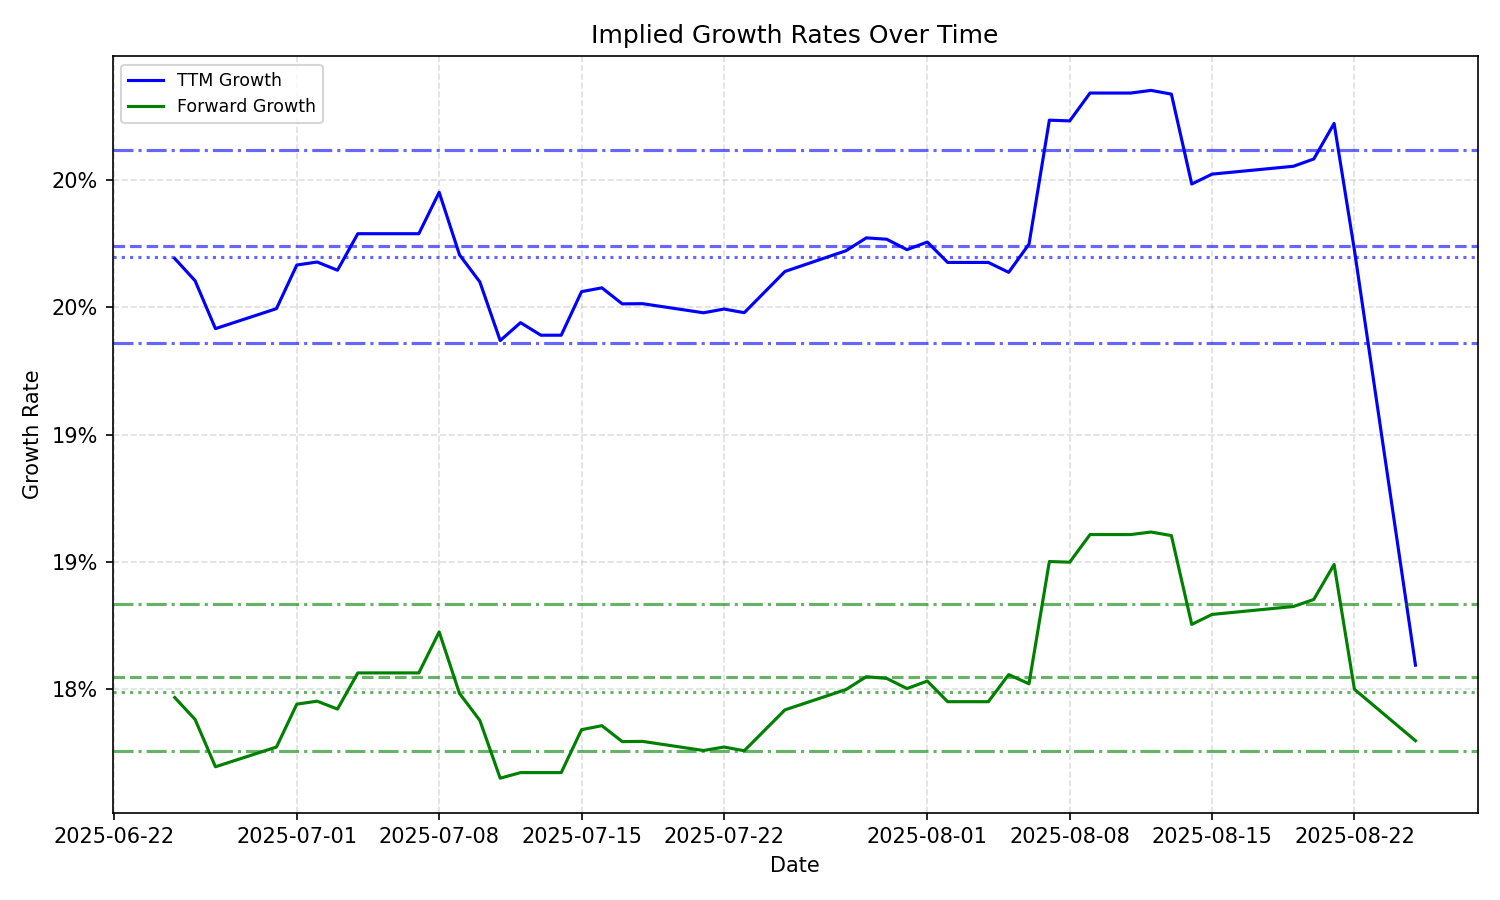 Implied Growth Rates Over Time
TTM Growth
Forward Growth
Growth Rate
20%
20%
19%
19%
18%
2025-06-22 2025-07-01 2025-07-08 2025-07-15 2025-07-22 2025-08-01 2025-08-08 2025-08-15 2025-08-22
Date